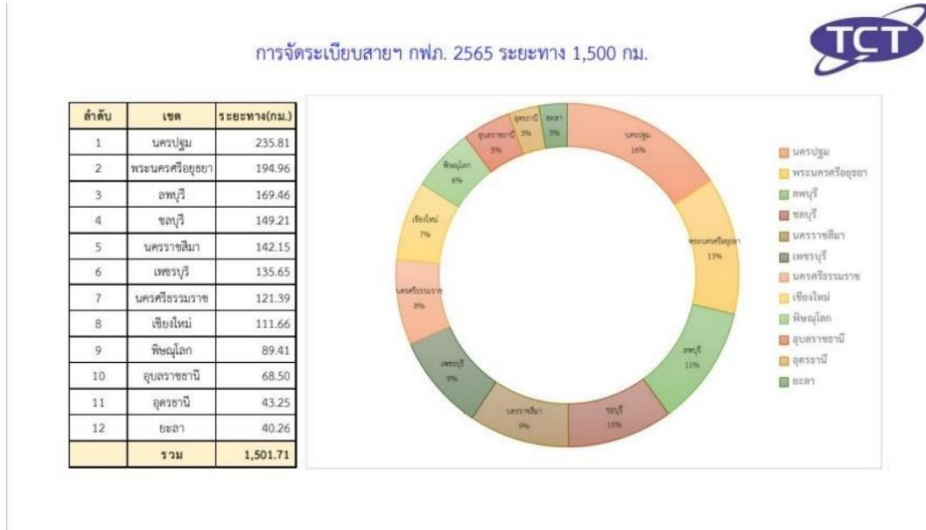 TCT
การจัดระเบียบสายฯ กฟภ. 2565 ระยะทาง 1,500 กม.
ลำดับ เขต ระยะทาง(กม.)
1 นครปฐม 235.81
2 พระนครศรีอยุธยา 194.96
3 ลพบุรี 169.46
4 ชลบุรี 149.21
5 นครราชสีมา 142.15
6 เพชรบุรี 135.65
7 นครศรีธรรมราช 121.39
8 เชียงใหม่ 111.66
9 พิษณุโลก 89.41
10 อุบลราชธานี 68.50
11 อุดรธานี 43.25
12 ยะลา 40.26
รวม 1,501.71
นครปฐม
16%
พระนครศรีอยุธยา
13%
ลพบุรี
11%
ชลบุรี
10%
นครราชสีมา
9%
เพชรบุรี
9%
นครศรีธรรมราช
8%
เชียงใหม่
7%
พิษณุโลก
6%
อุบลราชธานี
5%
อุดรธานี
3%
ยะลา
3%
นครปฐม
พระนครศรีอยุธยา
ลพบุรี
ชลบุรี
นครราชสีมา
เพชรบุรี
นครศรีธรรมราช
เชียงใหม่
พิษณุโลก
อุบลราชธานี
อุดรธานี
ยะลา